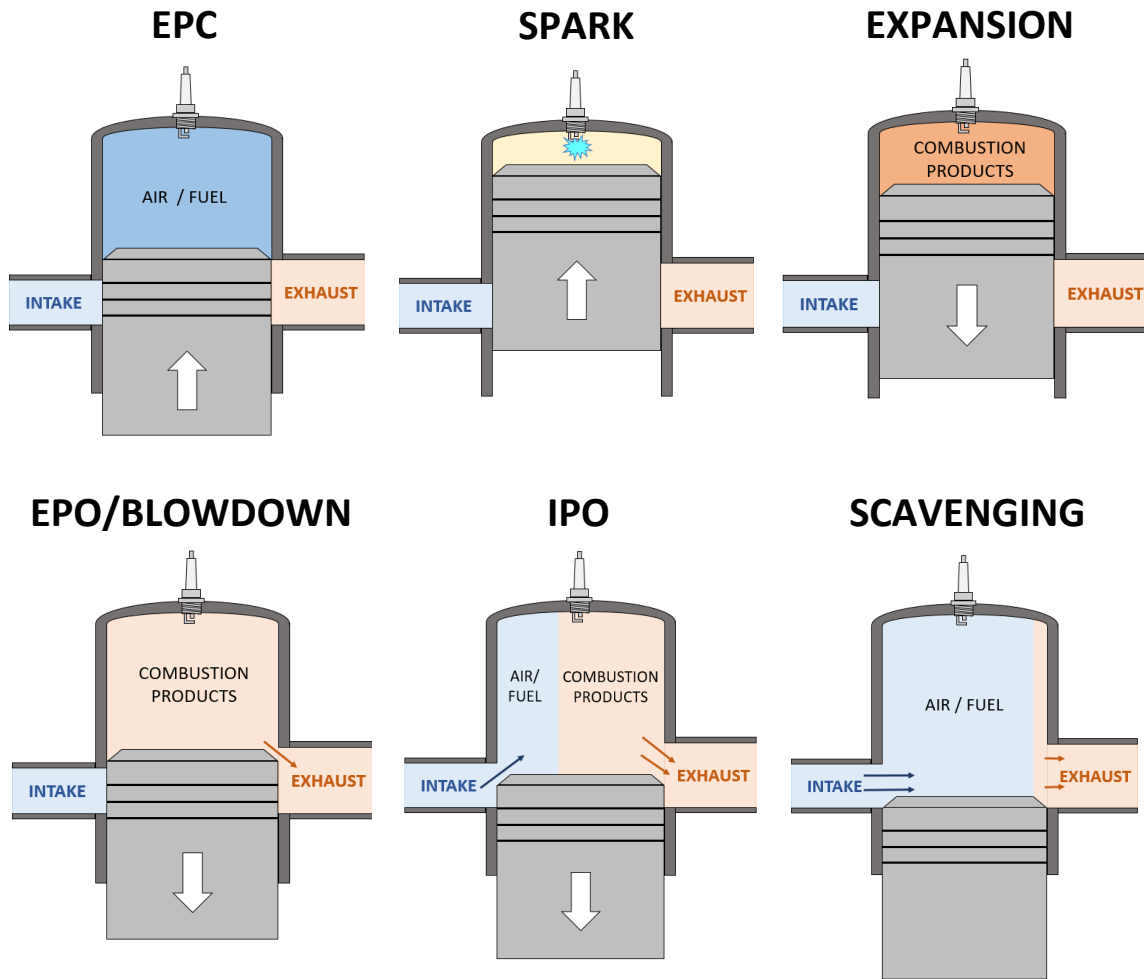 EPC
AIR / FUEL
INTAKE
EXHAUST
SPARK
INTAKE
EXHAUST
EXPANSION
COMBUSTION
PRODUCTS
INTAKE
EXHAUST
EPO/BLOWDOWN
COMBUSTION
PRODUCTS
INTAKE
EXHAUST
IPO
AIR/
FUEL
COMBUSTION
PRODUCTS
INTAKE
EXHAUST
SCAVENGING
AIR / FUEL
INTAKE
EXHAUST